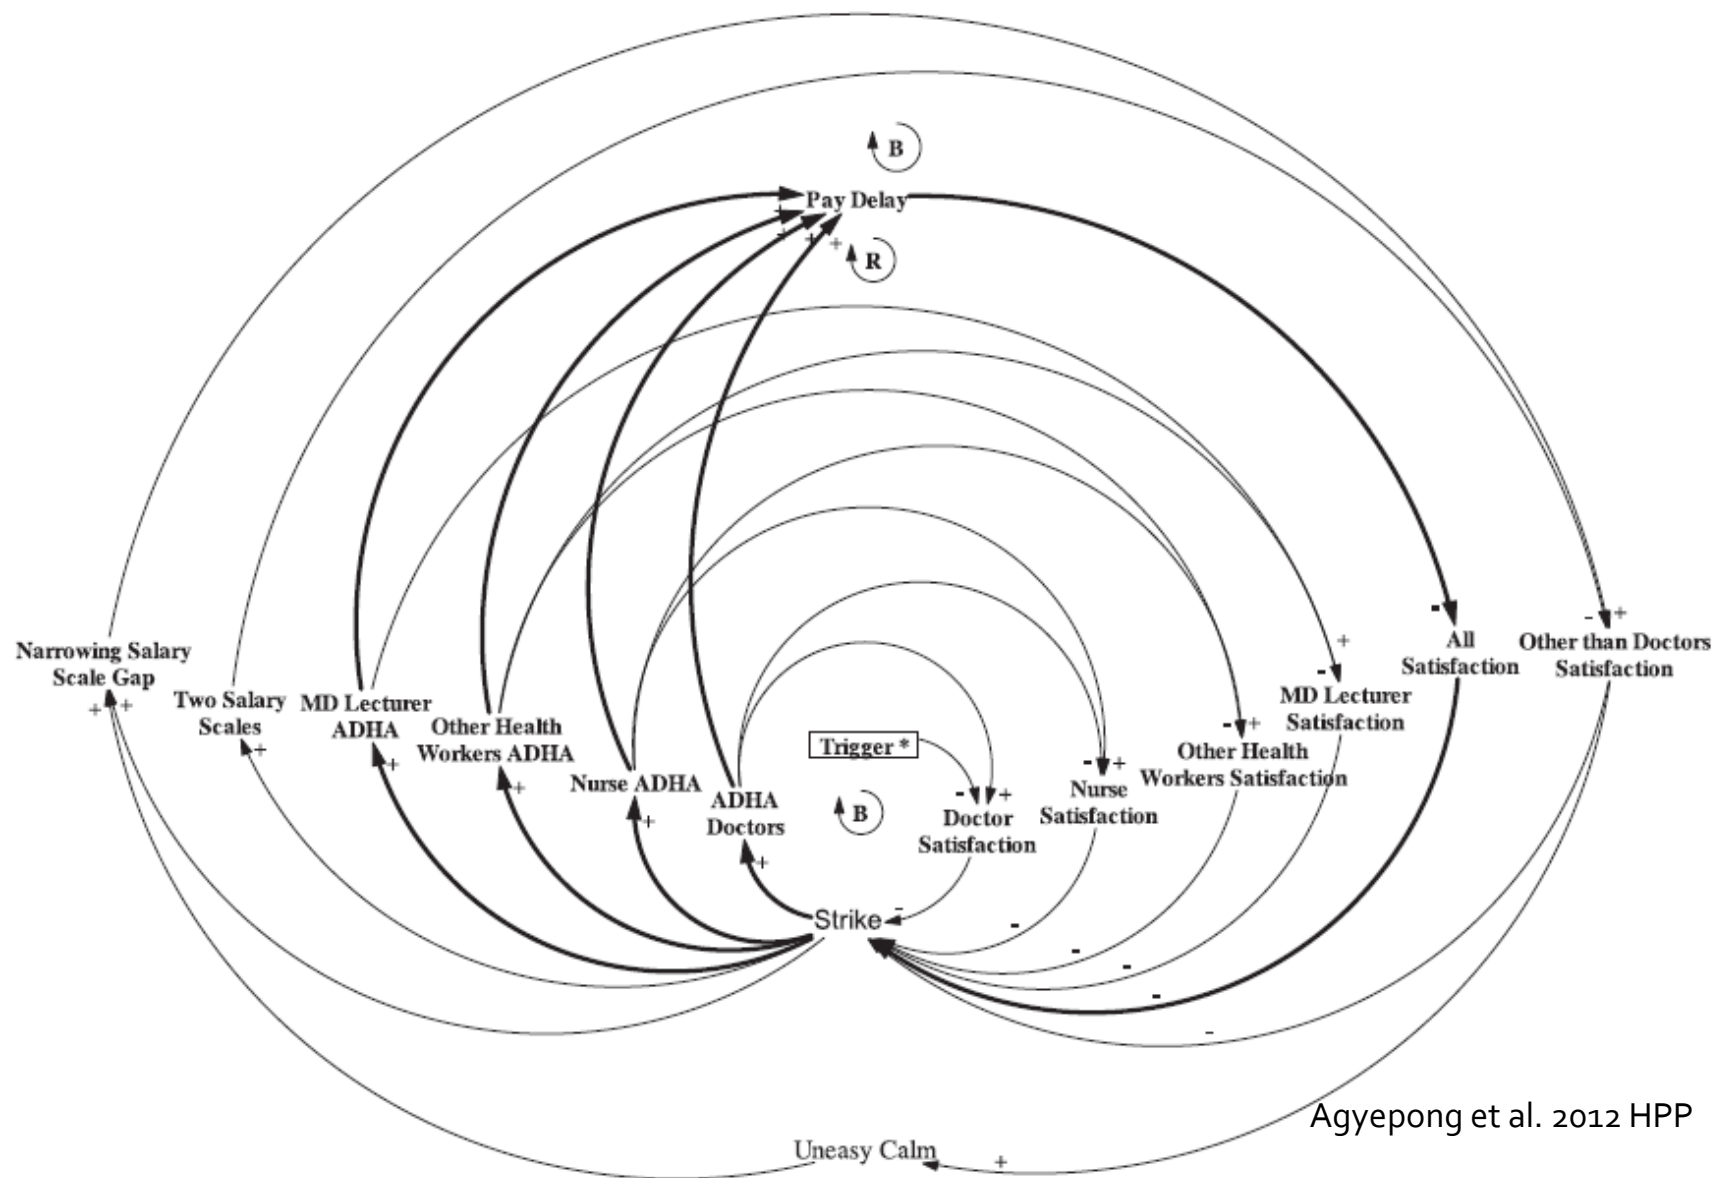 B
Pay Delay
R
Narrowing Salary
Scale Gap
Two Salary
Scales
MD Lecturer
ADHA
Other Health
Workers ADHA
Nurse ADHA
ADHA
Doctors
Trigger *
B
Doctor
Satisfaction
Nurse
Satisfaction
Other Health
Workers Satisfaction
MD Lecturer
Satisfaction
All
Satisfaction
Other than Doctors
Satisfaction
Strike
Uneasy Calm
Agyepong et al. 2012 HPP